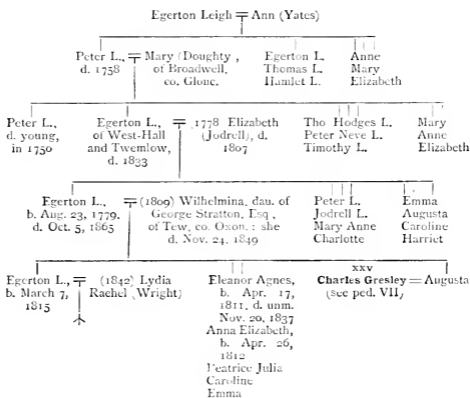 Egerton Leigh = Ann (Yates)
Peter L., = Mary (Doughty, Egerton L. Anne
d. 1758 of Broadwell, Thomas L. Mary
co. Glouc. Hamlet L. Elizabeth
Peter L., Egerton L., = 1778 Elizabeth Tho Hodges L. Mary
d. young, of West-Hall (Jodrell), d. Peter Neve L. Anne
in 1750 and Twemlow, 1807 Timothy L. Elizabeth
d. 1833
Egerton L., = (1809) Wilhelmina, dau. of Peter L. Emma
b. Aug. 23, 1779. George Stratton, Esq., Jodrell L. Augusta
d. Oct. 5, 1865 of Tew, co. Oxon.: she Mary Anne Caroline
d. Nov. 24. 1849 Charlotte Harriet
XXV
Egerton L., = (1842) Lydia Eleanor Agnes, Charles Gresley = Augusta
b. March 7, Rachel (Wright) b. Apr. 17, (see ped. VII)
1815 1811, d. unm.
Nov. 20, 1837
Anna Elizabeth,
b. Apr. 26,
1812
Beatrice Julia
Caroline
Emma